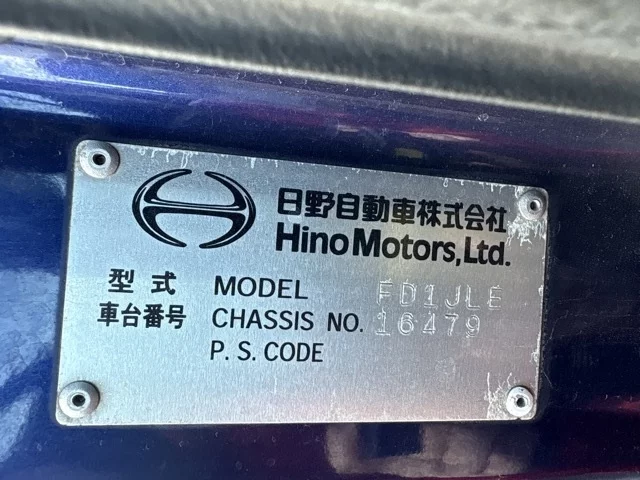 日野自動車株式会社
Hino Motors, Ltd.
型式 MODEL FD1JLE
車台番号 CHASSIS NO. 16479
P. S. CODE